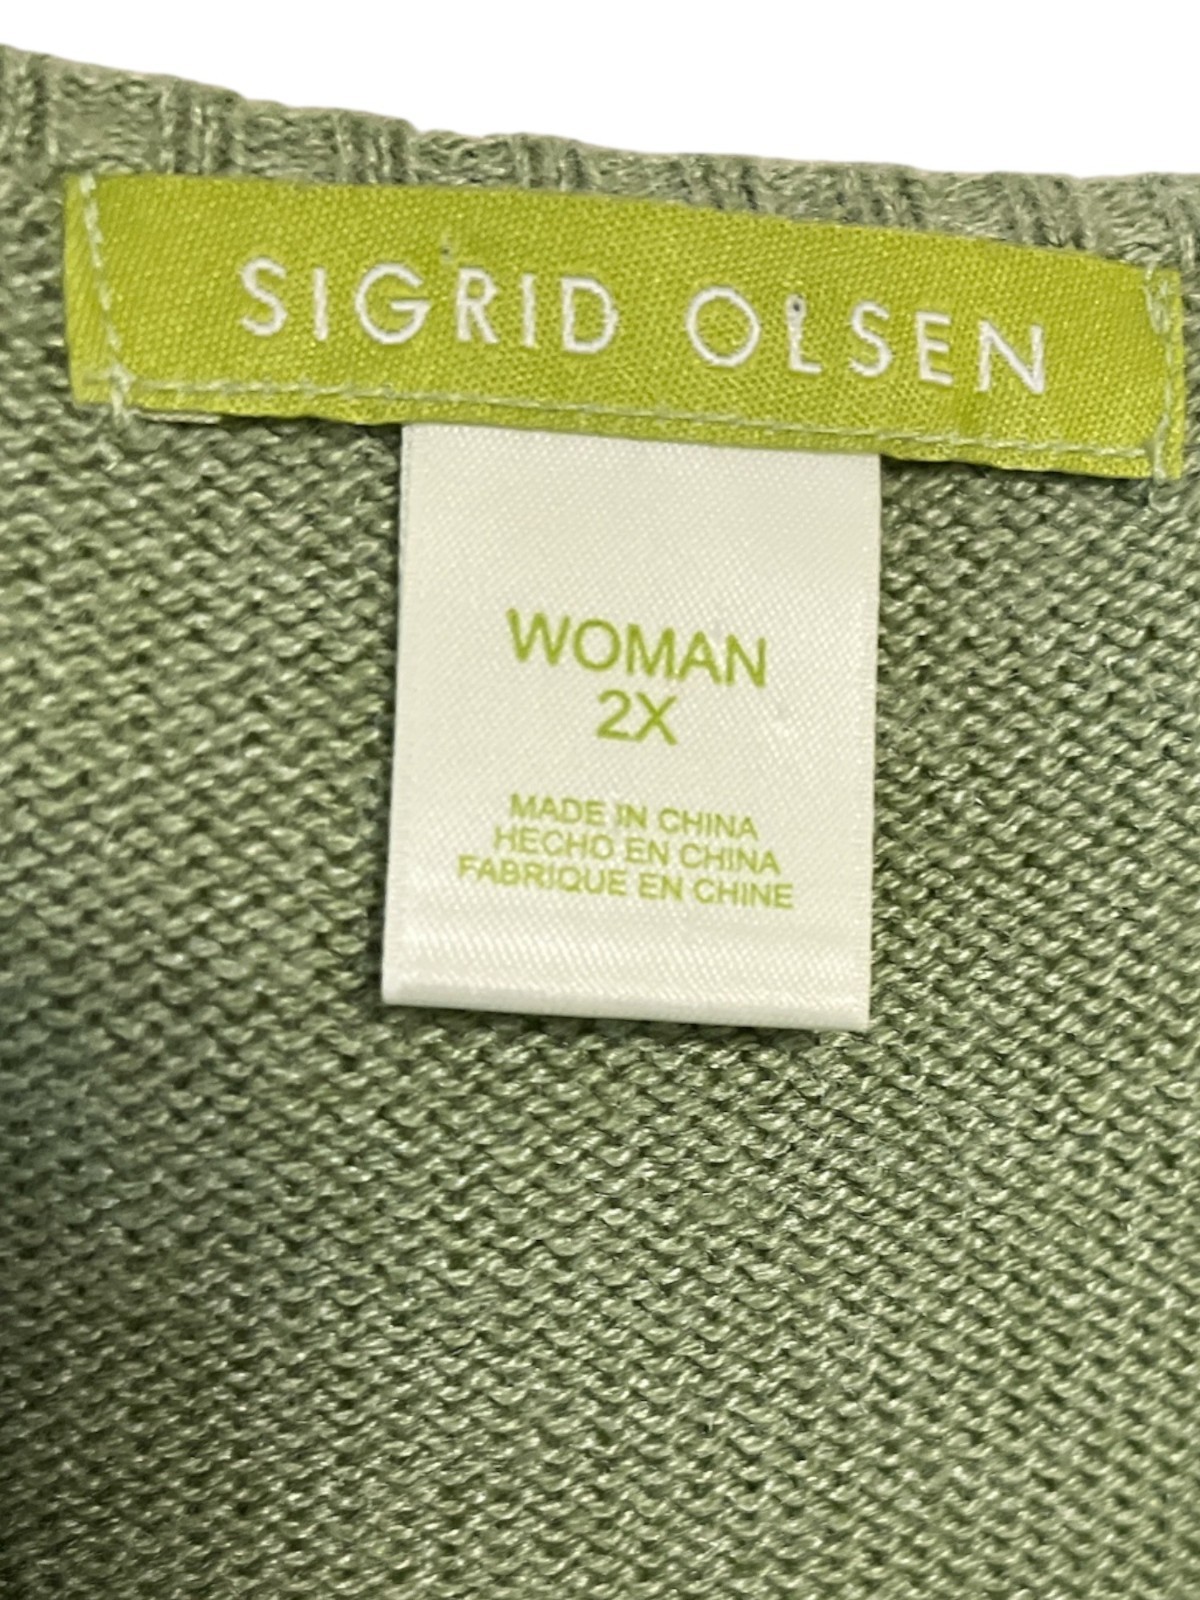 SIGRID OLSEN
WOMAN
2X
MADE IN CHINA
HECHO EN CHINA
FABRIQUE EN CHINE